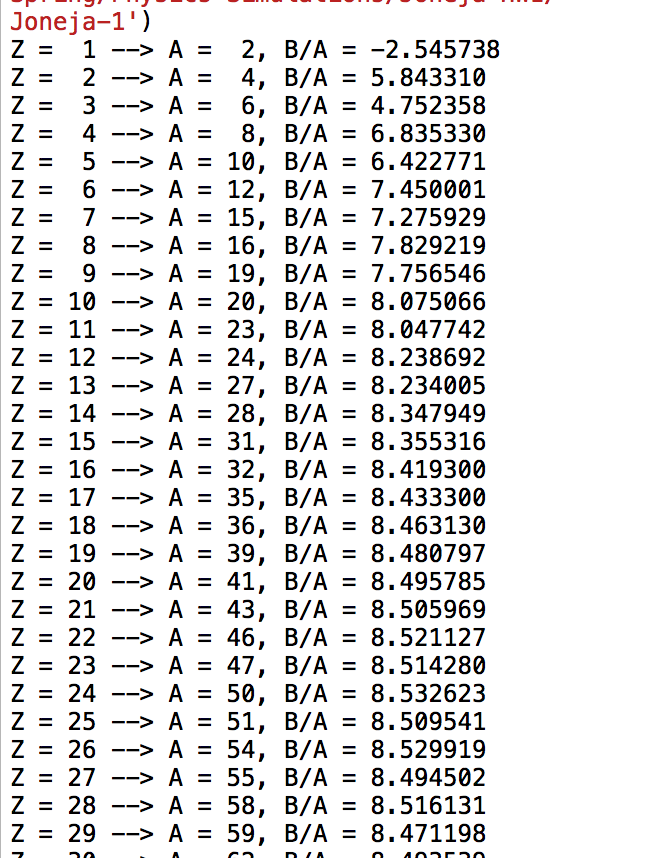 Joneja-1')
Z =  1 --> A =  2, B/A = -2.545738
Z =  2 --> A =  4, B/A = 5.843310
Z =  3 --> A =  6, B/A = 4.752358
Z =  4 --> A =  8, B/A = 6.835330
Z =  5 --> A = 10, B/A = 6.422771
Z =  6 --> A = 12, B/A = 7.450001
Z =  7 --> A = 15, B/A = 7.275929
Z =  8 --> A = 16, B/A = 7.829219
Z =  9 --> A = 19, B/A = 7.756546
Z = 10 --> A = 20, B/A = 8.075066
Z = 11 --> A = 23, B/A = 8.047742
Z = 12 --> A = 24, B/A = 8.238692
Z = 13 --> A = 27, B/A = 8.234005
Z = 14 --> A = 28, B/A = 8.347949
Z = 15 --> A = 31, B/A = 8.355316
Z = 16 --> A = 32, B/A = 8.419300
Z = 17 --> A = 35, B/A = 8.433300
Z = 18 --> A = 36, B/A = 8.463130
Z = 19 --> A = 39, B/A = 8.480797
Z = 20 --> A = 41, B/A = 8.495785
Z = 21 --> A = 43, B/A = 8.505969
Z = 22 --> A = 46, B/A = 8.521127
Z = 23 --> A = 47, B/A = 8.514280
Z = 24 --> A = 50, B/A = 8.532623
Z = 25 --> A = 51, B/A = 8.509541
Z = 26 --> A = 54, B/A = 8.529919
Z = 27 --> A = 55, B/A = 8.494502
Z = 28 --> A = 58, B/A = 8.516131
Z = 29 --> A = 59, B/A = 8.471198